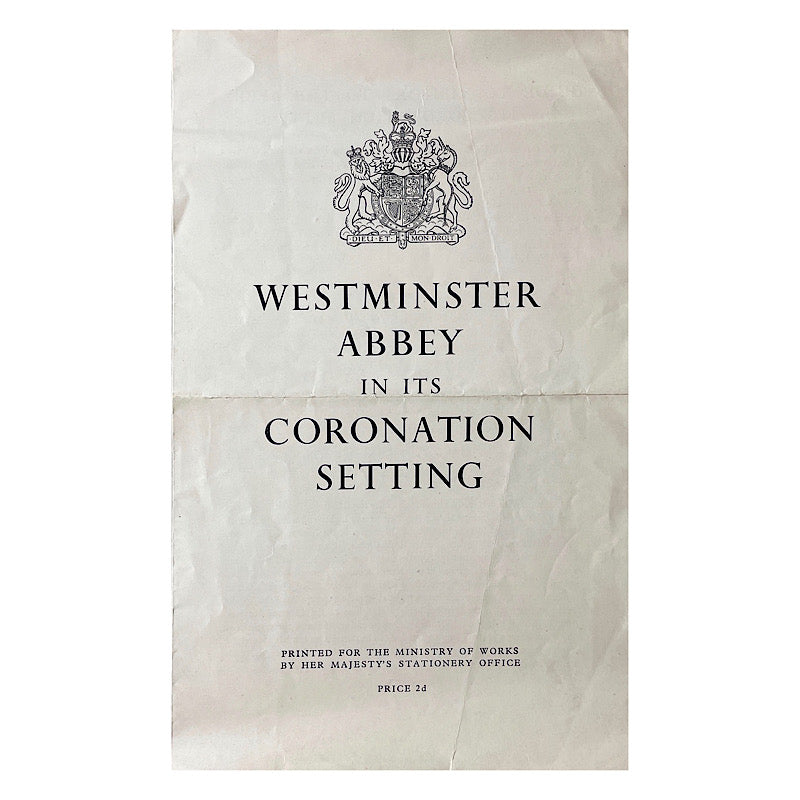 DIEU·ET MON·DROIT
WESTMINSTER
ABBEY
IN ITS
CORONATION
SETTING
PRINTED FOR THE MINISTRY OF WORKS
BY HER MAJESTY'S STATIONERY OFFICE
PRICE 2d